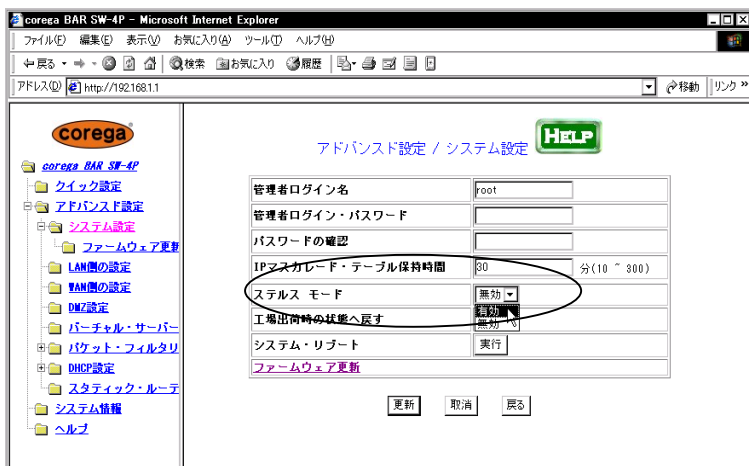 corega BAR SW-4P - Microsoft Internet Explorer
ファイル(F) 編集(E) 表示(V) お気に入り(A) ツール(T) ヘルプ(H)
戻る 検索 お気に入り 履歴
アドレス(D) http://192.168.1.1 移動 リンク »
corega
アドバンスド設定 / システム設定 HELP
corega BAR SW-4P
クイック設定
アドバンスド設定
システム設定
ファームウェア更新
LAN側の設定
WAN側の設定
DMZ設定
バーチャル・サーバー
パケット・フィルタリ
DHCP設定
スタティック・ルーテ
システム情報
ヘルプ
管理者ログイン名 root
管理者ログイン・パスワード
パスワードの確認
IPマスカレード・テーブル保持時間 30 分(10 ~ 300)
ステルス モード 無効
有効
工場出荷時の状態へ戻す 無効
システム・リブート 実行
ファームウェア更新
更新 取消 戻る